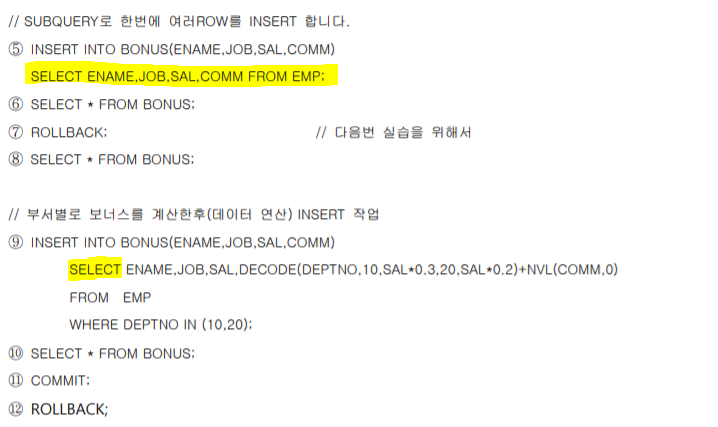 // SUBQUERY로 한번에 여러ROW를 INSERT 합니다.
⑤ INSERT INTO BONUS(ENAME,JOB,SAL,COMM)
SELECT ENAME,JOB,SAL,COMM FROM EMP;
⑥ SELECT * FROM BONUS;
⑦ ROLLBACK; // 다음번 실습을 위해서
⑧ SELECT * FROM BONUS;
// 부서별로 보너스를 계산한후(데이터 연산) INSERT 작업
⑨ INSERT INTO BONUS(ENAME,JOB,SAL,COMM)
SELECT ENAME,JOB,SAL,DECODE(DEPTNO,10,SAL*0.3,20,SAL*0.2)+NVL(COMM,0)
FROM EMP
WHERE DEPTNO IN (10,20);
⑩ SELECT * FROM BONUS;
⑪ COMMIT;
⑫ ROLLBACK;